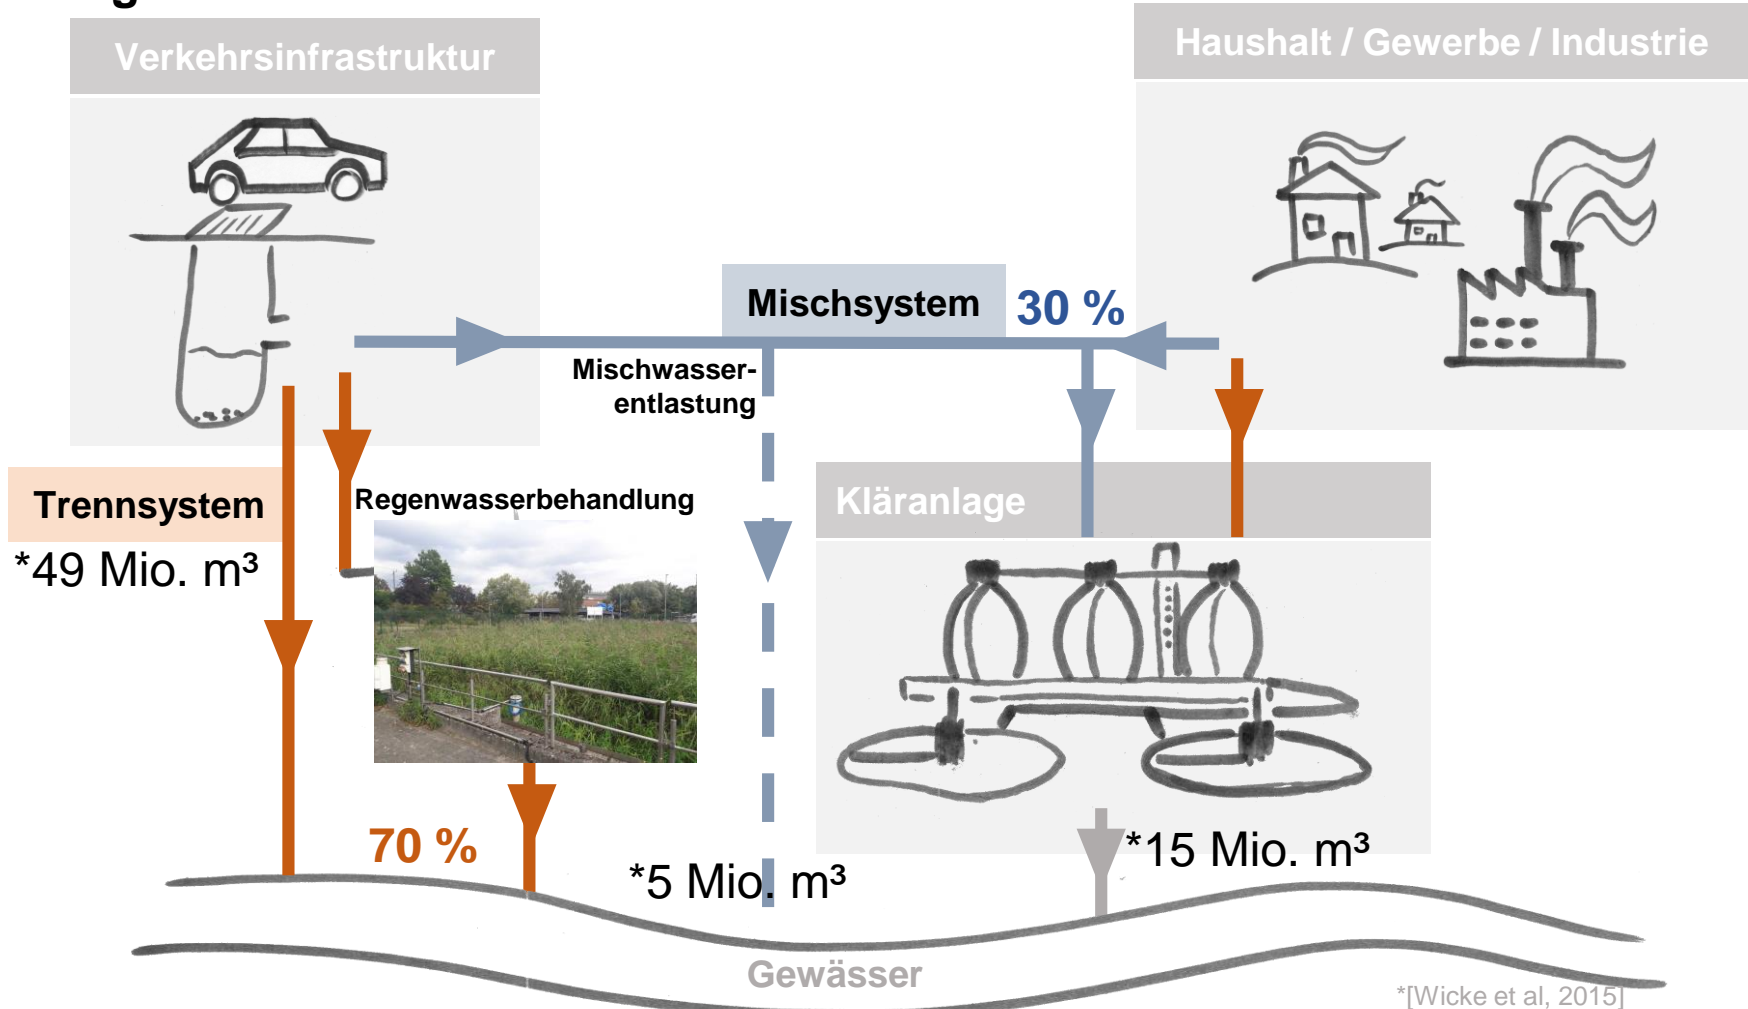 Verkehrsinfrastruktur
Haushalt / Gewerbe / Industrie
Mischsystem
30 %
Mischwasser-
entlastung
Trennsystem
*49 Mio. m³
Regenwasserbehandlung
Kläranlage
70 %
*5 Mio. m³
*15 Mio. m³
Gewässer
*[Wicke et al, 2015]